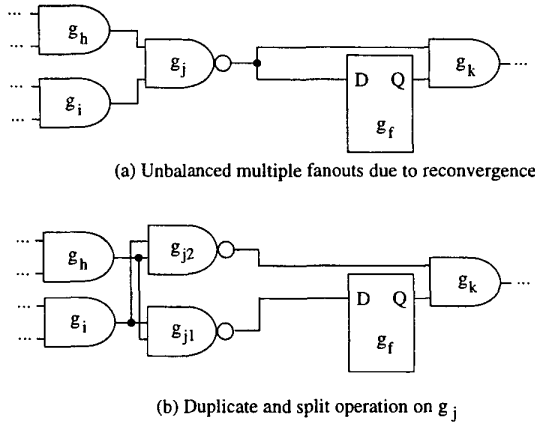 ... g_h
... g_j
g_k ...
... g_i
D Q
... g_f
(a) Unbalanced multiple fanouts due to reconvergence
... g_j2
... g_h
g_k ...
... g_i
D Q
... g_j1
g_f
(b) Duplicate and split operation on g_j